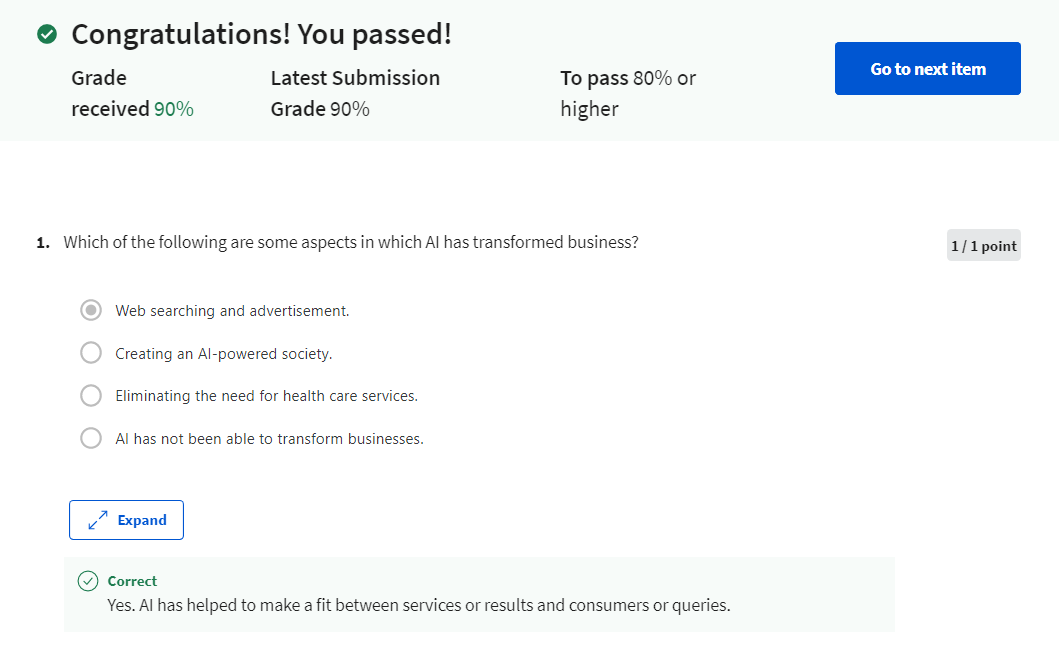 Congratulations! You passed!
Grade
received 90%
Latest Submission
Grade 90%
To pass 80% or
higher
Go to next item
1. Which of the following are some aspects in which AI has transformed business?
1 / 1 point
Web searching and advertisement.
Creating an AI-powered society.
Eliminating the need for health care services.
AI has not been able to transform businesses.
Expand
Correct
Yes. AI has helped to make a fit between services or results and consumers or queries.